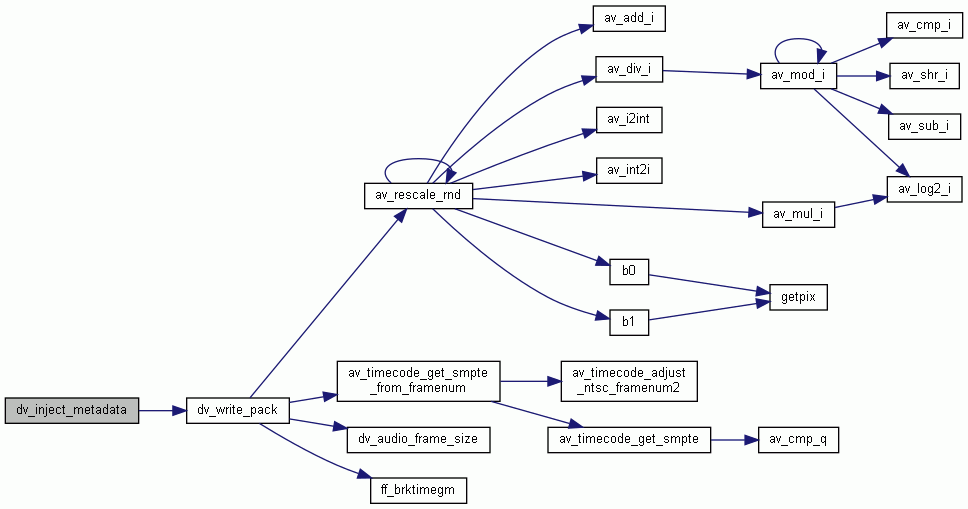 av_add_i
av_cmp_i
av_div_i
av_mod_i
av_shr_i
av_i2int
av_sub_i
av_int2i
av_rescale_rnd
av_log2_i
av_mul_i
b0
getpix
b1
av_timecode_get_smpte
_from_framenum
av_timecode_adjust
_ntsc_framenum2
dv_inject_metadata
dv_write_pack
dv_audio_frame_size
av_timecode_get_smpte
av_cmp_q
ff_brktimegm